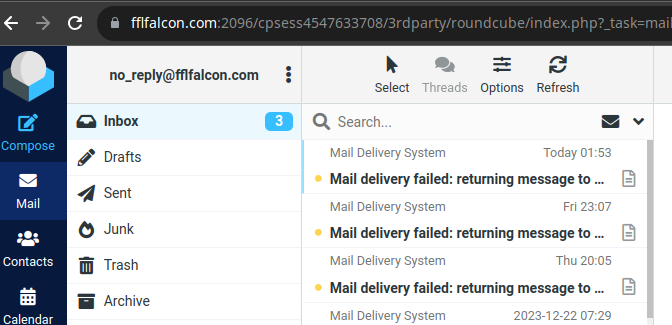 fflfalcon.com:2096/cpsess4547633708/3rdparty/roundcube/index.php?_task=mail
no_reply@fflfalcon.com
Select
Threads
Options
Refresh
Compose
Mail
Contacts
Calendar
Inbox 3
Drafts
Sent
Junk
Trash
Archive
Search...
Mail Delivery System Today 01:53
Mail delivery failed: returning message to ...
Mail Delivery System Fri 23:07
Mail delivery failed: returning message to ...
Mail Delivery System Thu 20:05
Mail delivery failed: returning message to ...
Mail Delivery System 2023-12-22 07:29